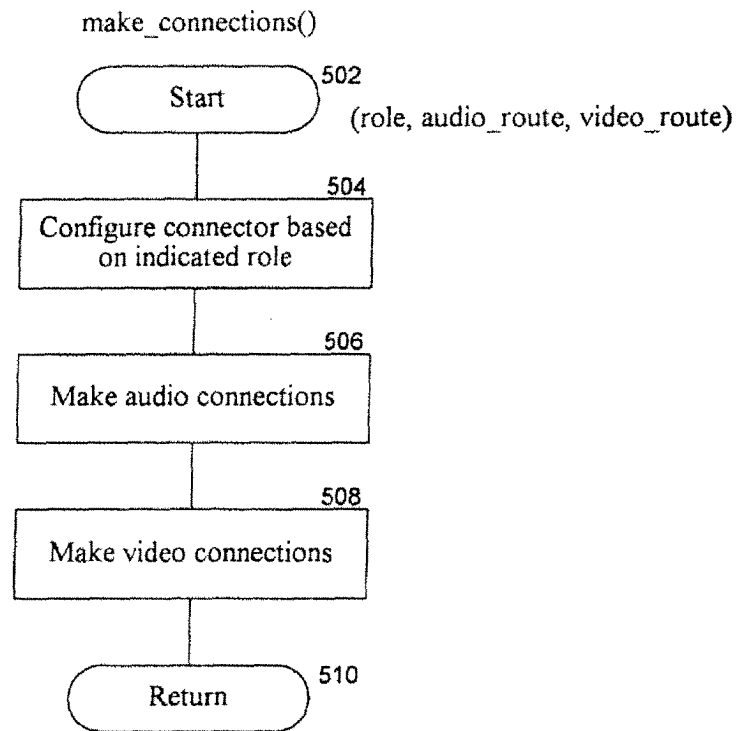 make_connections()
502
Start
(role, audio_route, video_route)
504
Configure connector based
on indicated role
506
Make audio connections
508
Make video connections
510
Return